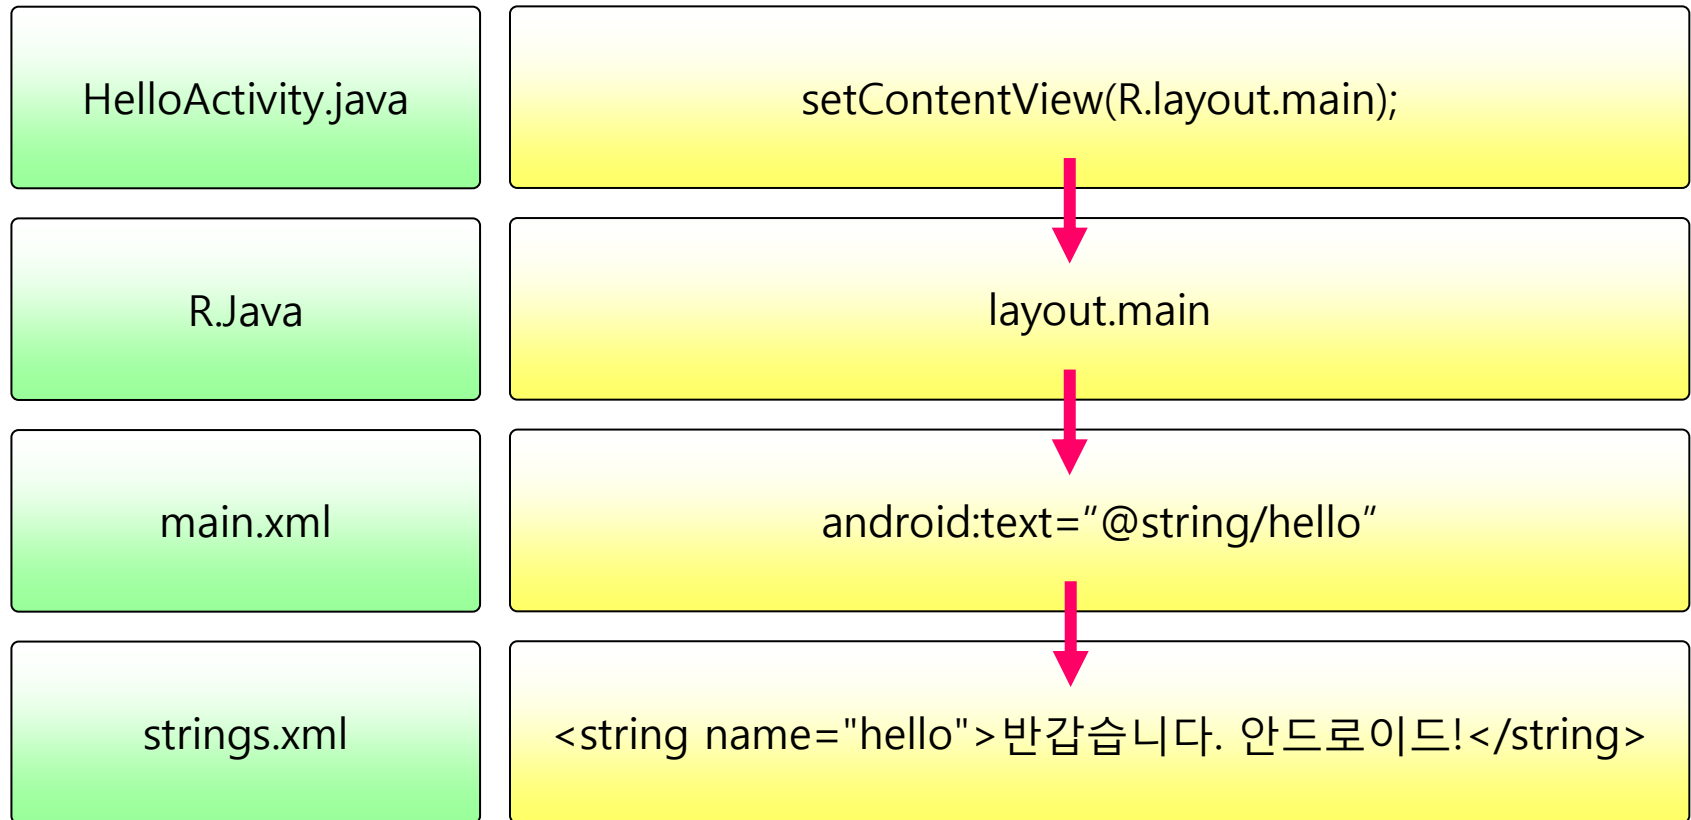 HelloActivity.java
setContentView(R.layout.main);
R.Java
layout.main
main.xml
android:text=”@string/hello”
strings.xml
<string name="hello">반갑습니다. 안드로이드!</string>